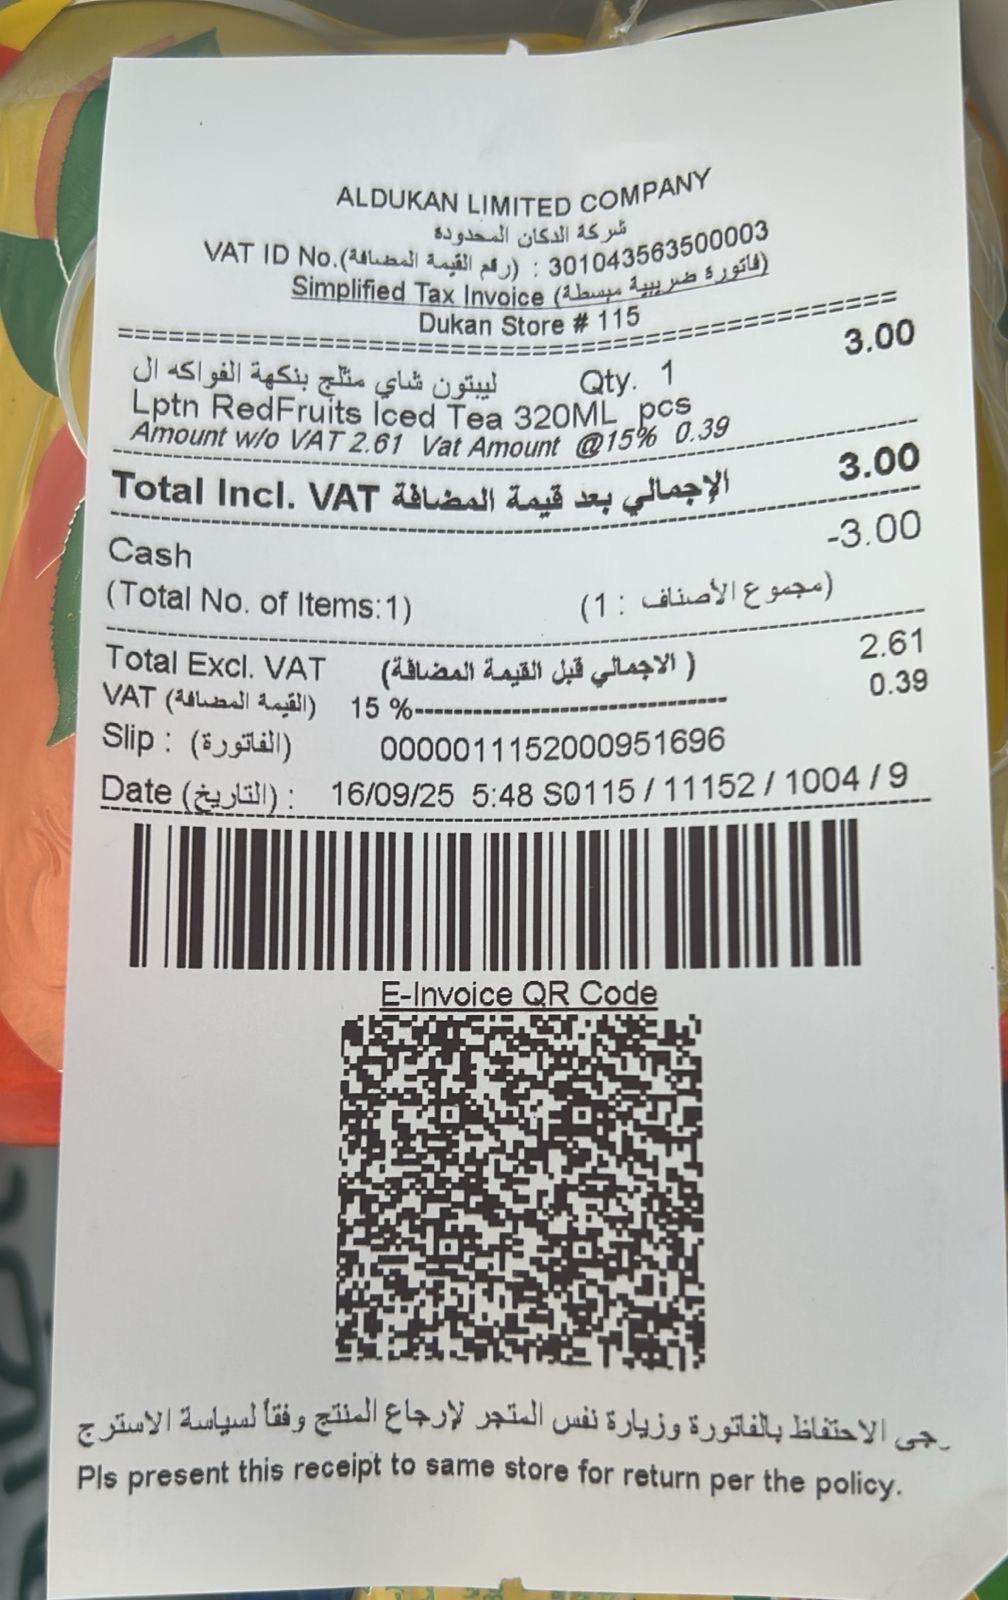 ALDUKAN LIMITED COMPANY
شركة الدكان المحدودة
VAT ID No.(رقم القيمة المضافة) : 301043563500003
Simplified Tax Invoice (فاتورة ضريبية مبسطة)
Dukan Store # 115
ليبتون شاي مثلج بنكهة الفواكه ال Qty. 1 3.00
Lptn RedFruits Iced Tea 320ML pcs
Amount w/o VAT 2.61 Vat Amount @15% 0.39
Total Incl. VAT الإجمالي بعد قيمة المضافة 3.00
Cash -3.00
(Total No. of Items:1) (مجموع الأصناف : 1)
Total Excl. VAT (الاجمالي قبل القيمة المضافة) 2.61
VAT (القيمة المضافة) 15 %------------------------------ 0.39
Slip : (الفاتورة) 0000011152000951696
Date (التاريخ) : 16/09/25 5:48 S0115 / 11152 / 1004 / 9
E-Invoice QR Code
رجى الاحتفاظ بالفاتورة وزيارة نفس المتجر لإرجاع المنتج وفقاً لسياسة الاسترج
Pls present this receipt to same store for return per the policy.